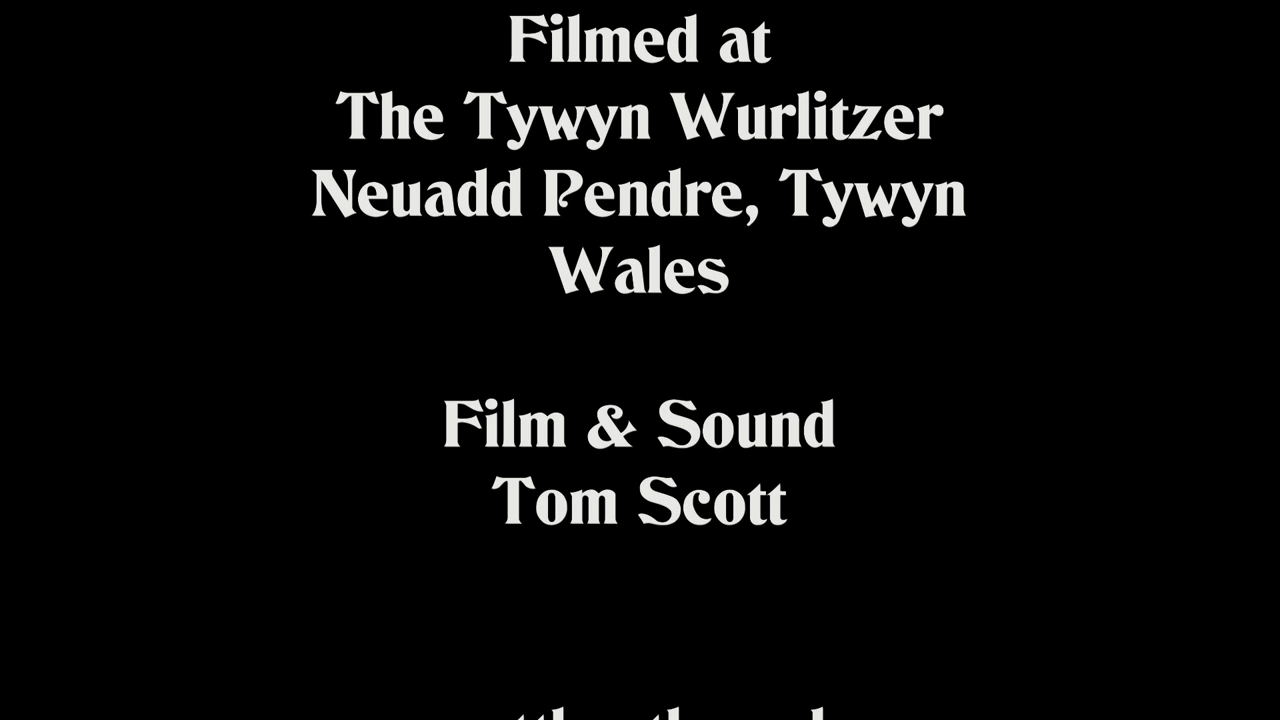 Filmed at
The Tywyn Wurlitzer
Neuadd Pendre, Tywyn
Wales
Film & Sound
Tom Scott